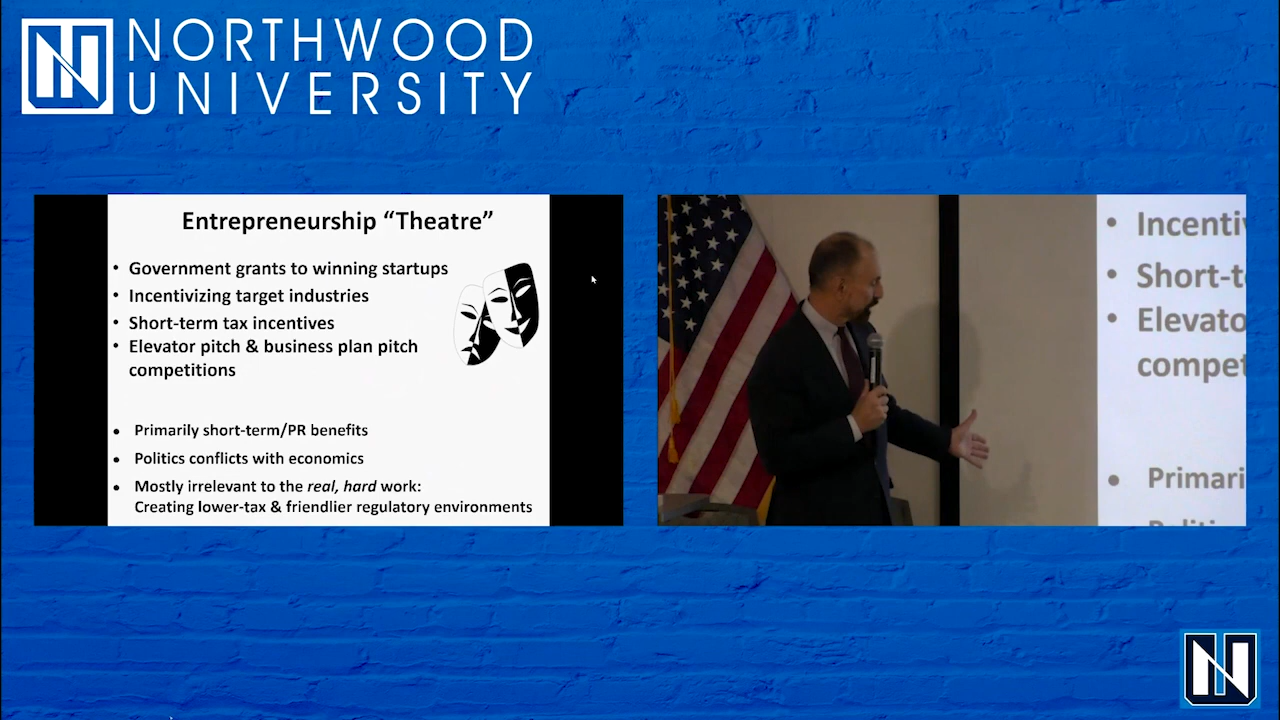 NORTHWOOD
UNIVERSITY
Entrepreneurship “Theatre”
• Government grants to winning startups
• Incentivizing target industries
• Short-term tax incentives
• Elevator pitch & business plan pitch
competitions
• Primarily short-term/PR benefits
• Politics conflicts with economics
• Mostly irrelevant to the real, hard work:
Creating lower-tax & friendlier regulatory environments
• Incentiv
• Short-t
• Elevato
compet
• Primari